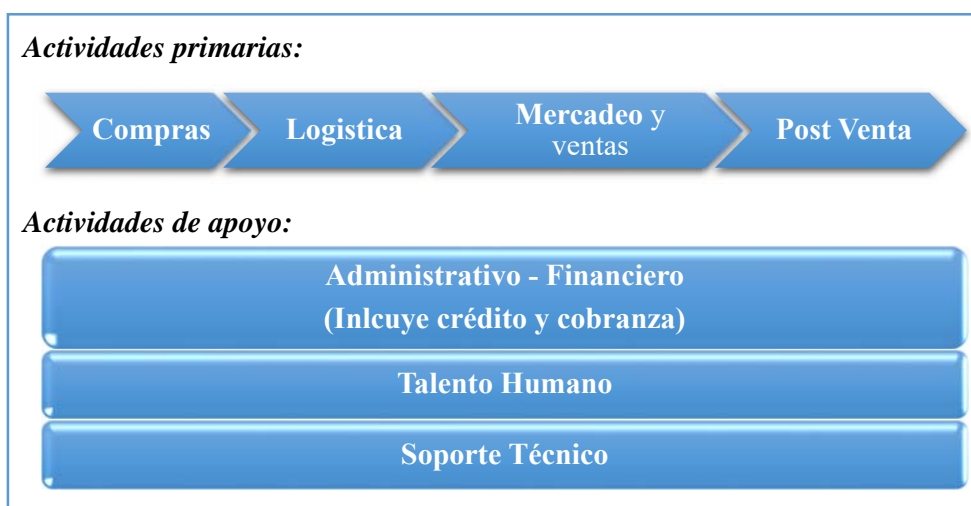 Actividades primarias:
Compras
Logistica
Mercadeo y
ventas
Post Venta
Actividades de apoyo:
Administrativo - Financiero
(Inlcuye crédito y cobranza)
Talento Humano
Soporte Técnico